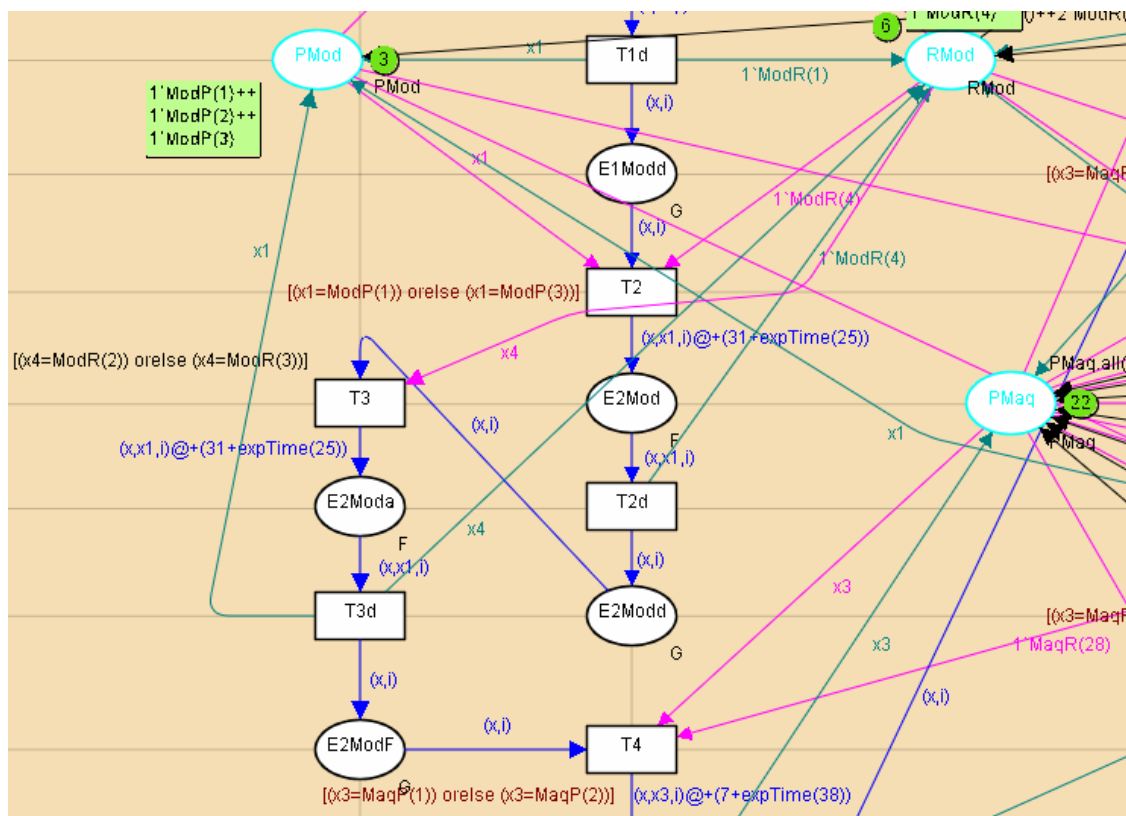 1`ModR(4)
()++2`ModR(
6
x1
PMod
3
T1d
RMod
1`ModR(1)
PMod
RMod
1`ModP(1)++
1`ModP(2)++
1`ModP(3)
(x,i)
x1
E1Modd
[(x3=MaqP
1`ModR(4)
G
(x,i)
x1
1`ModR(4)
T2
[(x1=ModP(1)) orelse (x1=ModP(3))]
(x,x1,i)@+(31+expTime(25))
x4
[(x4=ModR(2)) orelse (x4=ModR(3))]
PMaq.all(
T3
E2Mod
PMaq
22
(x,i)
x1
F
PMaq
(x,x1,i)@+(31+expTime(25))
(x,x1,i)
E2Moda
T2d
x4
F
(x,x1,i)
(x,i)
x3
T3d
E2Modd
[(x3=MaqP
x3
1`MaqR(28)
G
(x,i)
(x,i)
(x,i)
E2ModF
T4
G
[(x3=MaqP(1)) orelse (x3=MaqP(2))]
(x,x3,i)@+(7+expTime(38))